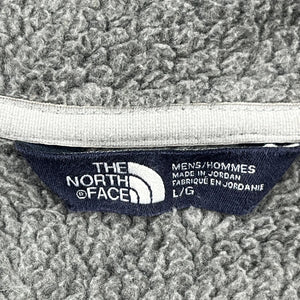 THE
NORTH
® FACE
MENS/HOMMES
MADE IN JORDAN
FABRIQUÉ EN JORDANIE
L/G